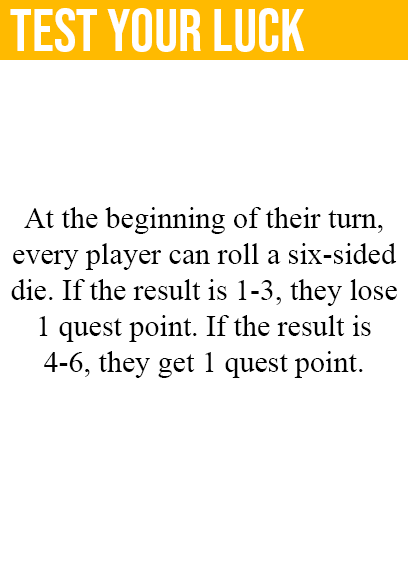 TEST YOUR LUCK
At the beginning of their turn,
every player can roll a six-sided
die. If the result is 1-3, they lose
1 quest point. If the result is
4-6, they get 1 quest point.